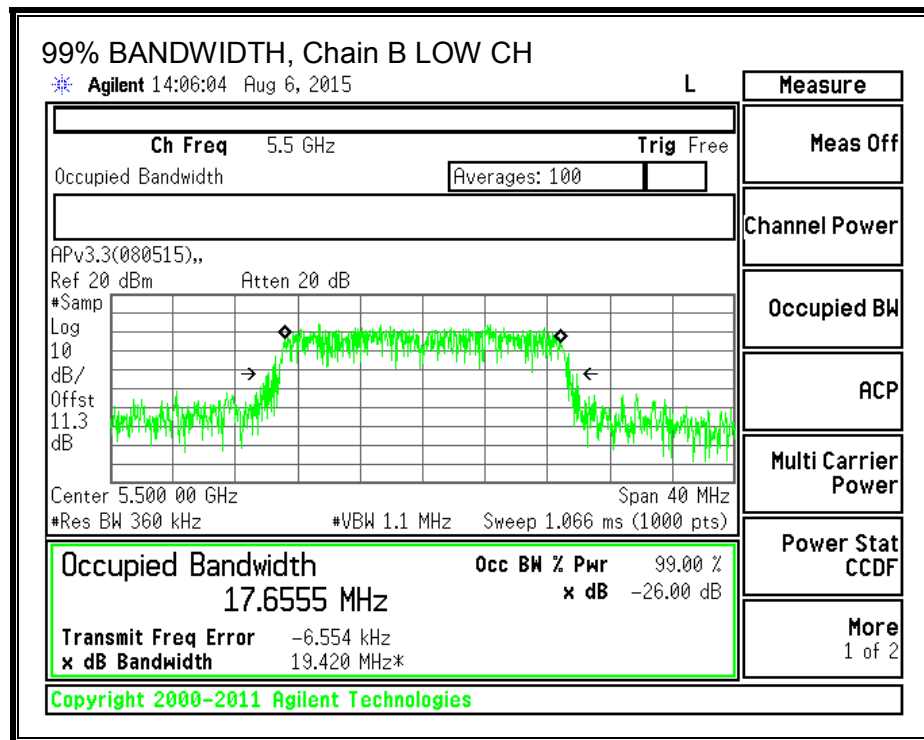 99% BANDWIDTH, Chain B LOW CH
Agilent 14:06:04 Aug 6, 2015 L
Ch Freq 5.5 GHz Trig Free
Occupied Bandwidth Averages: 100
APv3.3(080515),,
Ref 20 dBm Atten 20 dB
#Samp
Log
10
dB/
Offst
11.3
dB
Center 5.500 00 GHz Span 40 MHz
#Res BW 360 kHz #VBW 1.1 MHz Sweep 1.066 ms (1000 pts)
Occupied Bandwidth Occ BW % Pwr 99.00 %
17.6555 MHz x dB -26.00 dB
Transmit Freq Error -6.554 kHz
x dB Bandwidth 19.420 MHz*
Copyright 2000-2011 Agilent Technologies
Measure
Meas Off
Channel Power
Occupied BW
ACP
Multi Carrier
Power
Power Stat
CCDF
More
1 of 2